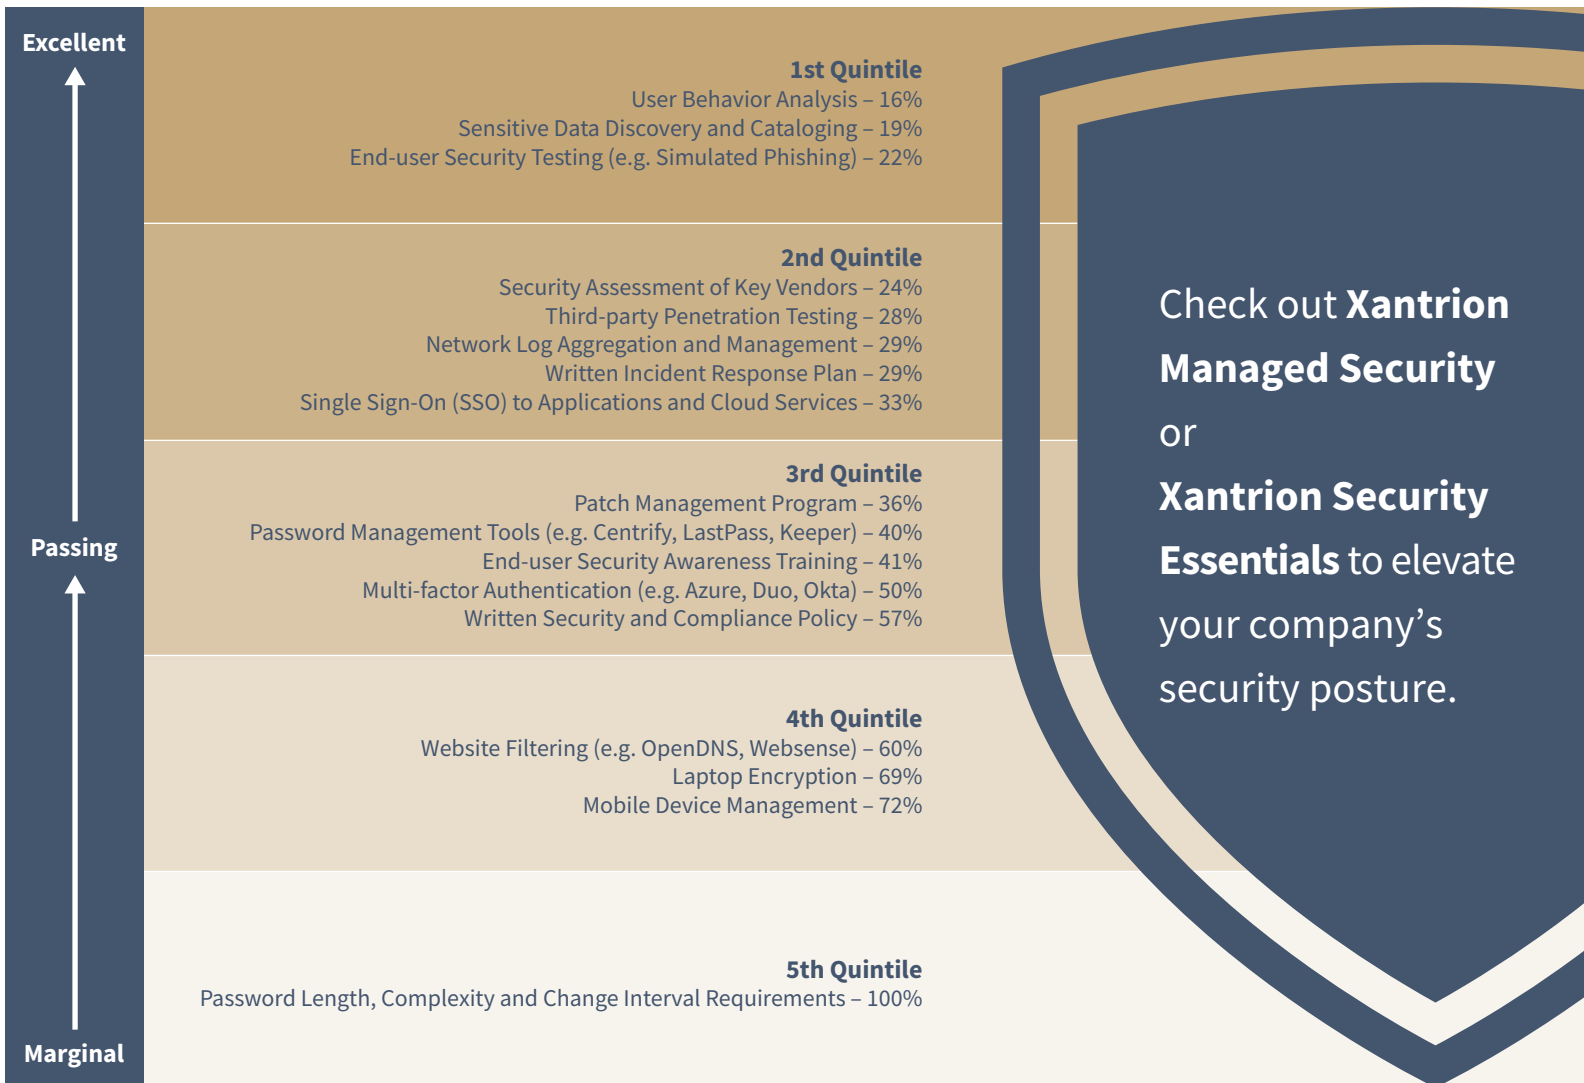 Excellent
Passing
Marginal
1st Quintile
User Behavior Analysis – 16%
Sensitive Data Discovery and Cataloging – 19%
End-user Security Testing (e.g. Simulated Phishing) – 22%
2nd Quintile
Security Assessment of Key Vendors – 24%
Third-party Penetration Testing – 28%
Network Log Aggregation and Management – 29%
Written Incident Response Plan – 29%
Single Sign-On (SSO) to Applications and Cloud Services – 33%
3rd Quintile
Patch Management Program – 36%
Password Management Tools (e.g. Centrify, LastPass, Keeper) – 40%
End-user Security Awareness Training – 41%
Multi-factor Authentication (e.g. Azure, Duo, Okta) – 50%
Written Security and Compliance Policy – 57%
4th Quintile
Website Filtering (e.g. OpenDNS, Websense) – 60%
Laptop Encryption – 69%
Mobile Device Management – 72%
5th Quintile
Password Length, Complexity and Change Interval Requirements – 100%
Check out Xantrion
Managed Security
or
Xantrion Security
Essentials to elevate
your company’s
security posture.